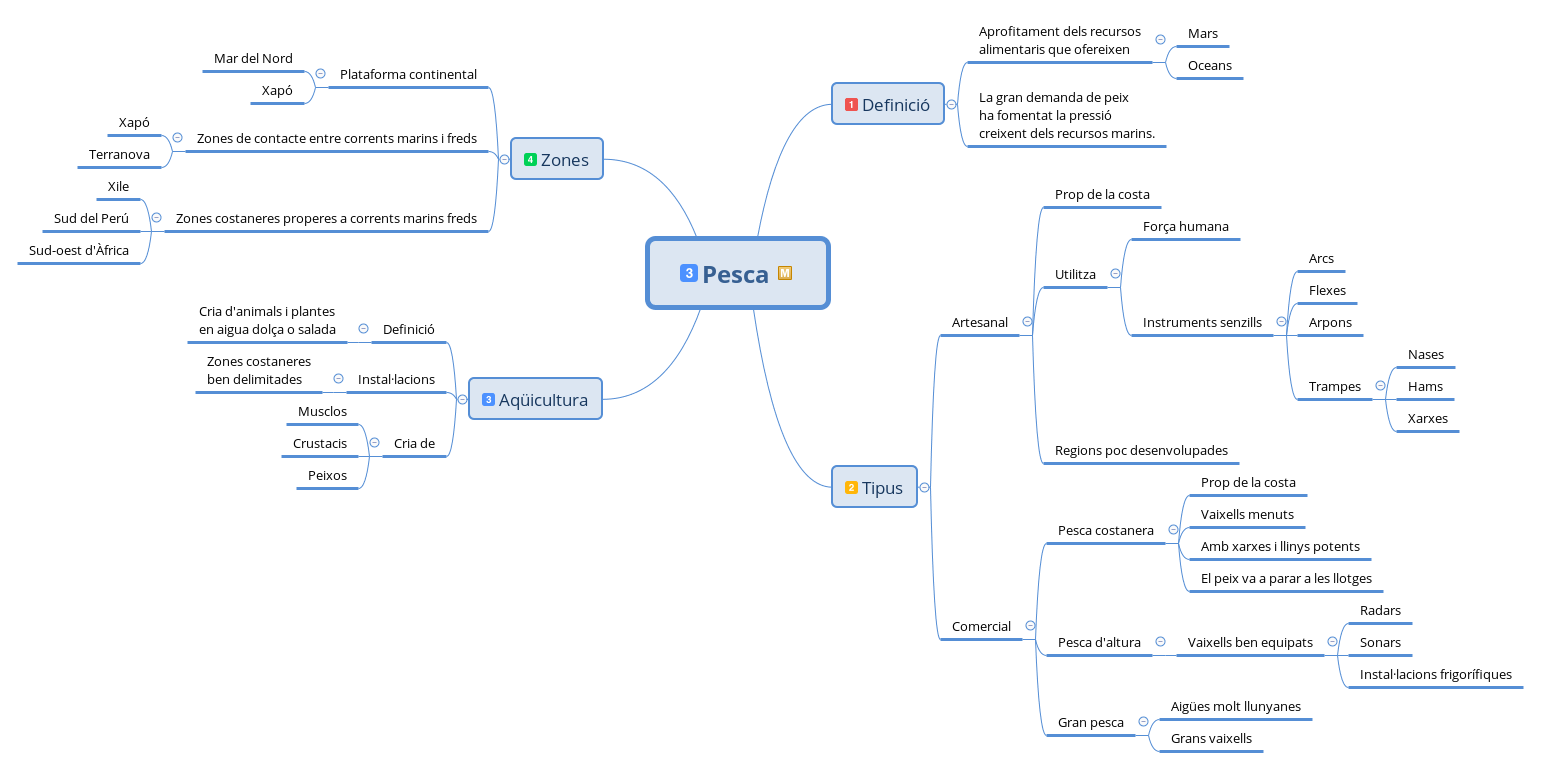 3 Pesca M
1 Definició
Aprofitament dels recursos
alimentaris que ofereixen
Mars
Oceans
La gran demanda de peix
ha fomentat la pressió
creixent dels recursos marins.
2 Tipus
Artesanal
Prop de la costa
Utilitza
Força humana
Instruments senzills
Arcs
Flexes
Arpons
Trampes
Nases
Hams
Xarxes
Regions poc desenvolupades
Comercial
Pesca costanera
Prop de la costa
Vaixells menuts
Amb xarxes i llinys potents
El peix va a parar a les llotges
Pesca d'altura
Vaixells ben equipats
Radars
Sonars
Instal·lacions frigorífiques
Gran pesca
Aigües molt llunyanes
Grans vaixells
3 Aqüicultura
Definició
Cria d'animals i plantes
en aigua dolça o salada
Instal·lacions
Zones costaneres
ben delimitades
Cria de
Musclos
Crustacis
Peixos
4 Zones
Plataforma continental
Mar del Nord
Xapó
Zones de contacte entre corrents marins i freds
Xapó
Terranova
Zones costaneres properes a corrents marins freds
Xile
Sud del Perú
Sud-oest d'Àfrica